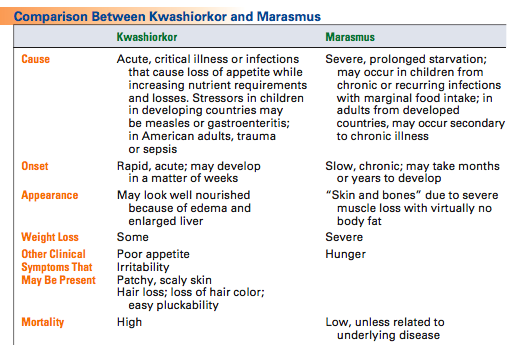 Comparison Between Kwashiorkor and Marasmus
Kwashiorkor
Marasmus
Cause
Acute, critical illness or infections
that cause loss of appetite while
increasing nutrient requirements
and losses. Stressors in children
in developing countries may
be measles or gastroenteritis;
in American adults, trauma
or sepsis
Severe, prolonged starvation;
may occur in children from
chronic or recurring infections
with marginal food intake; in
adults from developed
countries, may occur secondary
to chronic illness
Onset
Rapid, acute; may develop
in a matter of weeks
Slow, chronic; may take months
or years to develop
Appearance
May look well nourished
because of edema and
enlarged liver
“Skin and bones” due to severe
muscle loss with virtually no
body fat
Weight Loss
Some
Severe
Other Clinical
Symptoms That
May Be Present
Poor appetite
Irritability
Patchy, scaly skin
Hair loss; loss of hair color;
easy pluckability
Hunger
Mortality
High
Low, unless related to
underlying disease